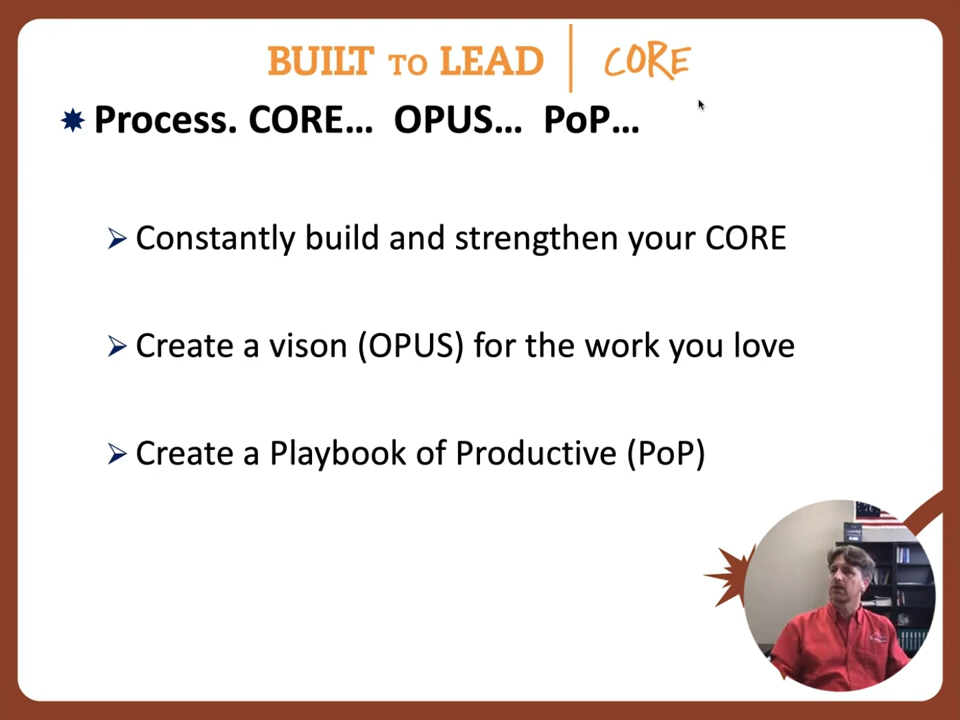 BUILT TO LEAD | CORE
Process. CORE... OPUS... PoP...
Constantly build and strengthen your CORE
Create a vison (OPUS) for the work you love
Create a Playbook of Productive (PoP)